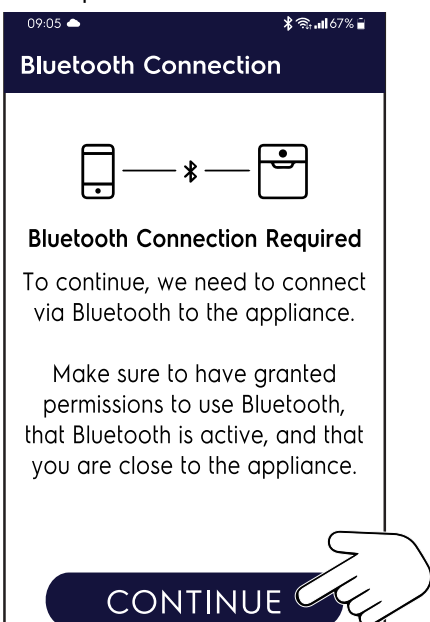 09:05 67%
Bluetooth Connection
Bluetooth Connection Required
To continue, we need to connect
via Bluetooth to the appliance.
Make sure to have granted
permissions to use Bluetooth,
that Bluetooth is active, and that
you are close to the appliance.
CONTINUE